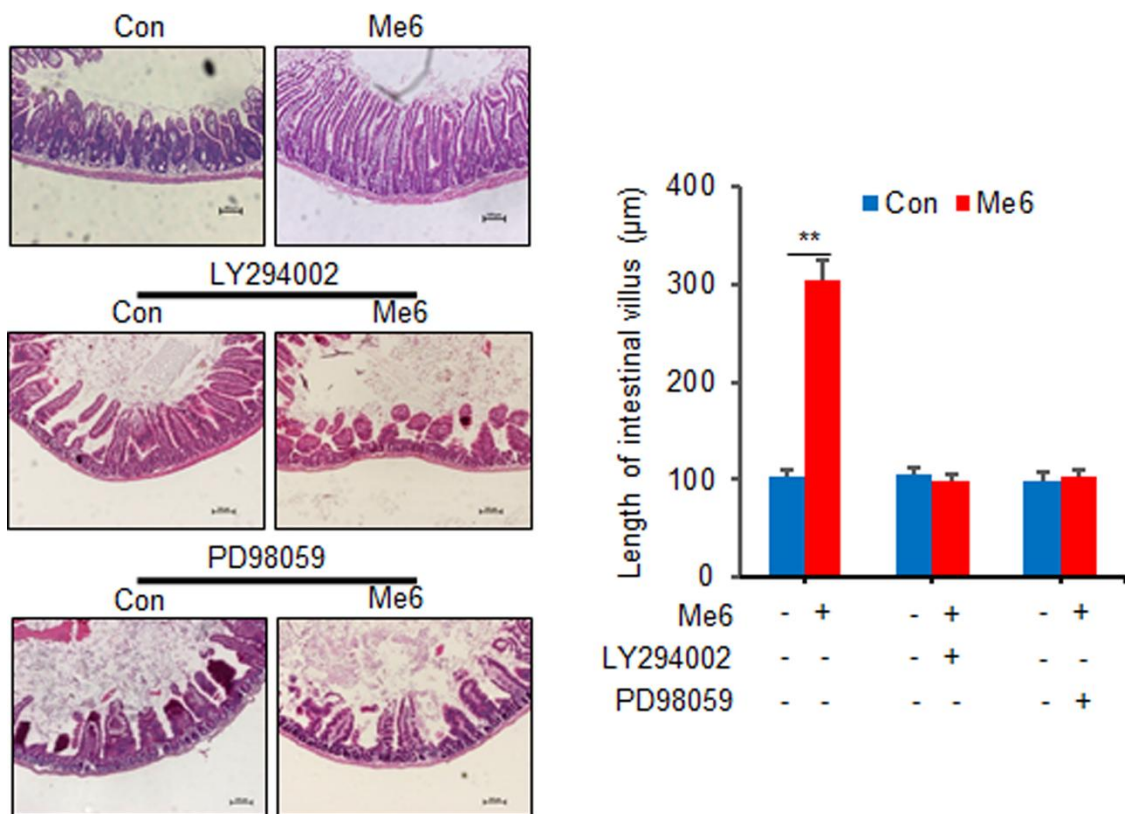 Con Me6
LY294002
Con Me6
PD98059
Con Me6
Length of intestinal villus (µm)
400
300
200
100
0
Con Me6
**
Me6 - + - + - +
LY294002 - - - + - -
PD98059 - - - - - +